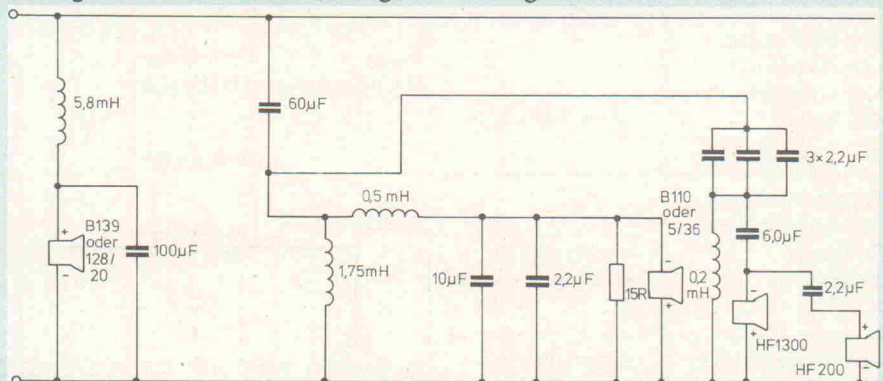 5,8mH
60µF
3×2,2µF
0,5 mH
B110
oder
5/36
B139
oder
128/
20
100µF
1,75mH
10µF
2,2µF
15R
0,2
mH
6,0µF
2,2µF
HF1300
HF 200